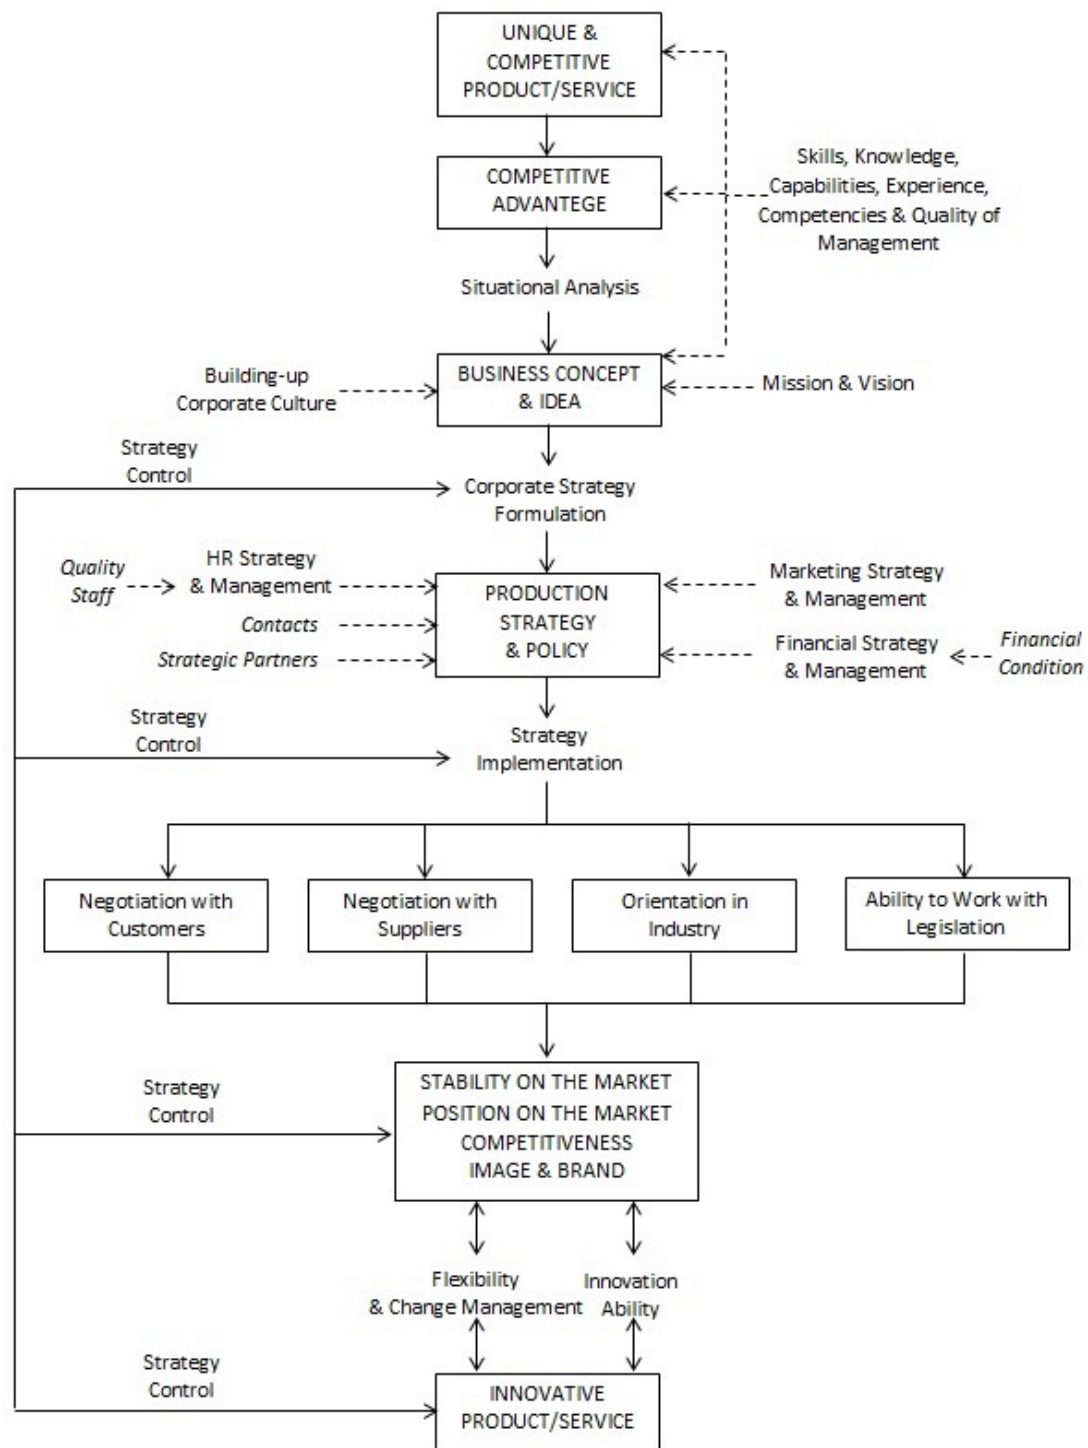 UNIQUE &
COMPETITIVE
PRODUCT/SERVICE
COMPETITIVE
ADVANTEGE
Skills, Knowledge,
Capabilities, Experience,
Competencies & Quality of
Management
Situational Analysis
Building-up
Corporate Culture
BUSINESS CONCEPT
& IDEA
Mission & Vision
Strategy
Control
Corporate Strategy
Formulation
Quality
Staff
HR Strategy
& Management
Contacts
Strategic Partners
PRODUCTION
STRATEGY
& POLICY
Marketing Strategy
& Management
Financial Strategy
& Management
Financial
Condition
Strategy
Control
Strategy
Implementation
Negotiation with
Customers
Negotiation with
Suppliers
Orientation in
Industry
Ability to Work with
Legislation
Strategy
Control
STABILITY ON THE MARKET
POSITION ON THE MARKET
COMPETITIVENESS
IMAGE & BRAND
Flexibility
& Change Management
Innovation
Ability
Strategy
Control
INNOVATIVE
PRODUCT/SERVICE